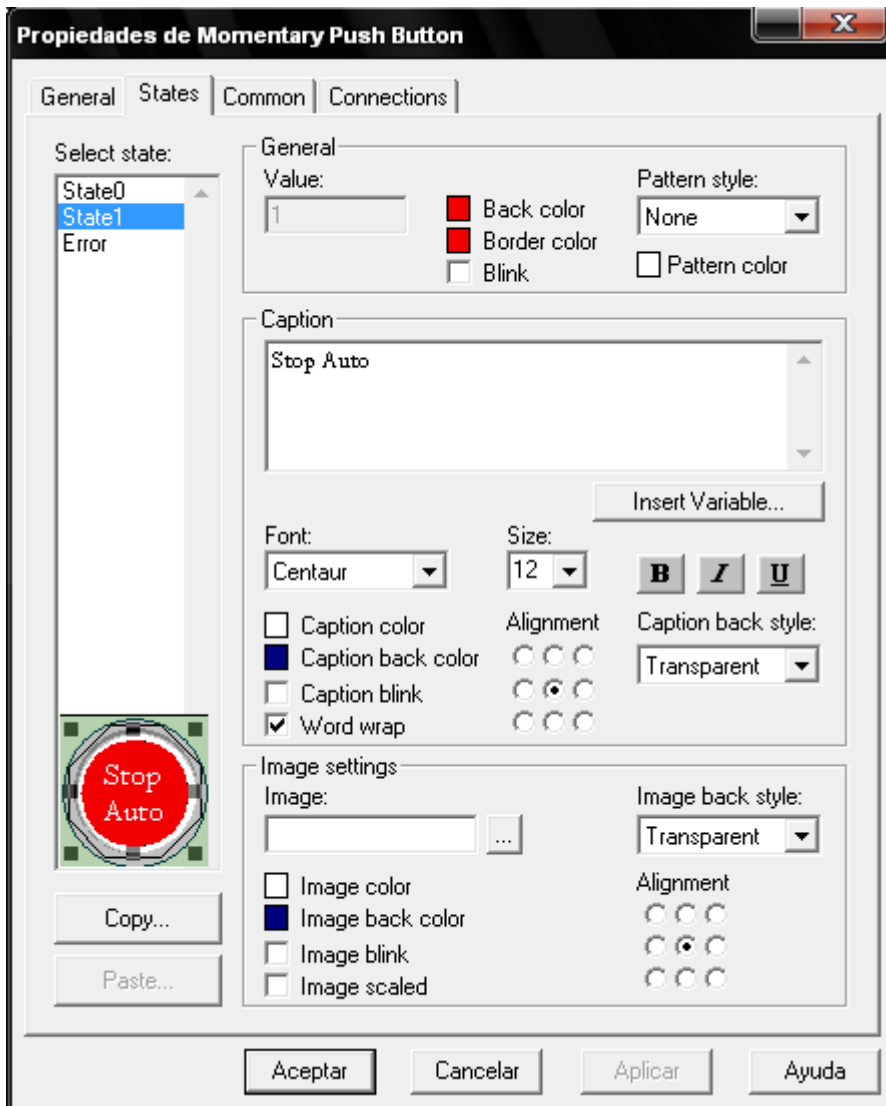 Propiedades de Momentary Push Button
General States Common Connections
Select state:
State0
State1
Error
General
Value:
1
Back color
Border color
Blink
Pattern style:
None
Pattern color
Caption
Stop Auto
Insert Variable...
Font:
Centaur
Size:
12
B I U
Caption color
Caption back color
Caption blink
Word wrap
Alignment
Caption back style:
Transparent
Stop
Auto
Image settings
Image:
...
Image back style:
Transparent
Image color
Image back color
Image blink
Image scaled
Alignment
Copy...
Paste...
Aceptar Cancelar Aplicar Ayuda